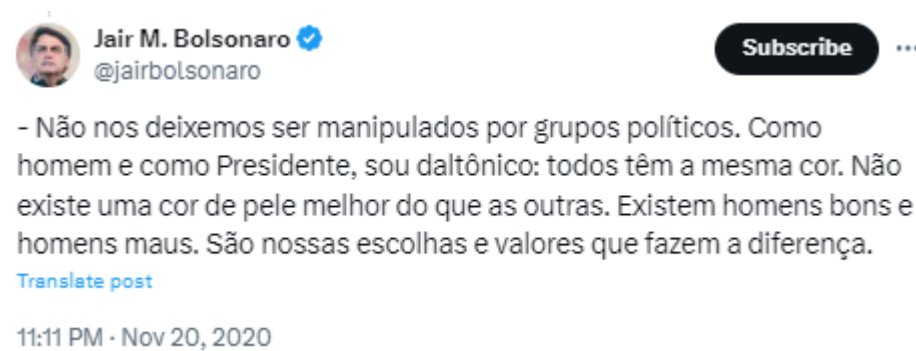 Jair M. Bolsonaro
@jairbolsonaro
Subscribe
- Não nos deixemos ser manipulados por grupos políticos. Como
homem e como Presidente, sou daltônico: todos têm a mesma cor. Não
existe uma cor de pele melhor do que as outras. Existem homens bons e
homens maus. São nossas escolhas e valores que fazem a diferença.
Translate post
11:11 PM · Nov 20, 2020